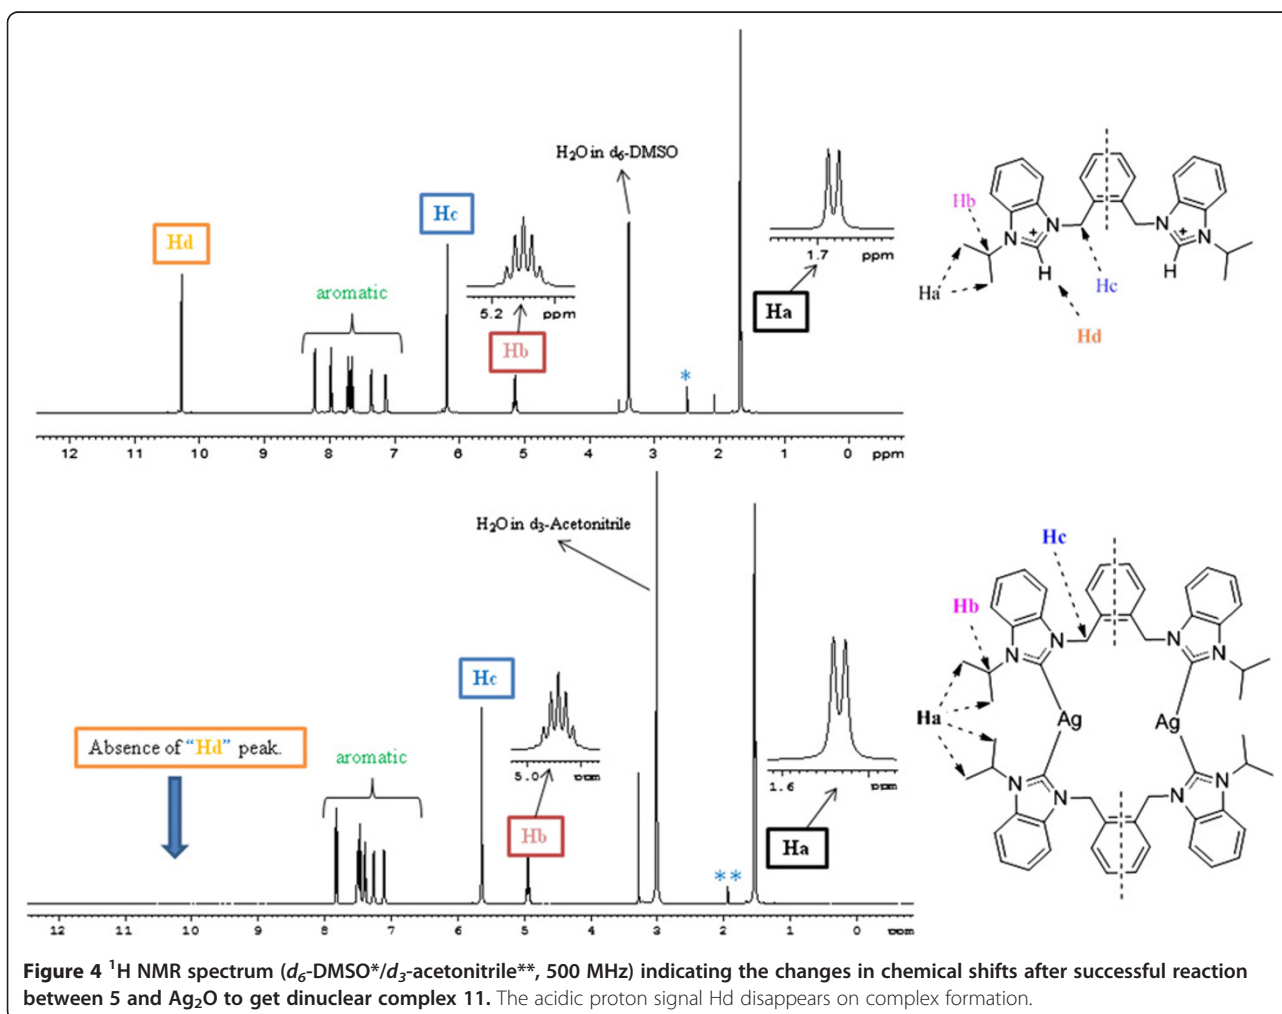 H₂O in d₆-DMSO
Hd
Hc
aromatic
5.2 ppm
Hb
1.7 ppm
Ha
*
12 11 10 9 8 7 6 5 4 3 2 1 0 ppm
Hb
N N N N
+ +
H H
Ha
Hc
Hd
H₂O in d₃-Acetonitrile
Hc
Absence of “Hd” peak.
aromatic
5.0 ppm
Hb
1.6 ppm
Ha
**
11 10 9 8 7 6 5 4 3 2 1 0 ppm
Hc
Hb
N N N N
Ha
Ag Ag
N N N N
Figure 4 ¹H NMR spectrum (d₆-DMSO*/d₃-acetonitrile**, 500 MHz) indicating the changes in chemical shifts after successful reaction
between 5 and Ag₂O to get dinuclear complex 11. The acidic proton signal Hd disappears on complex formation.